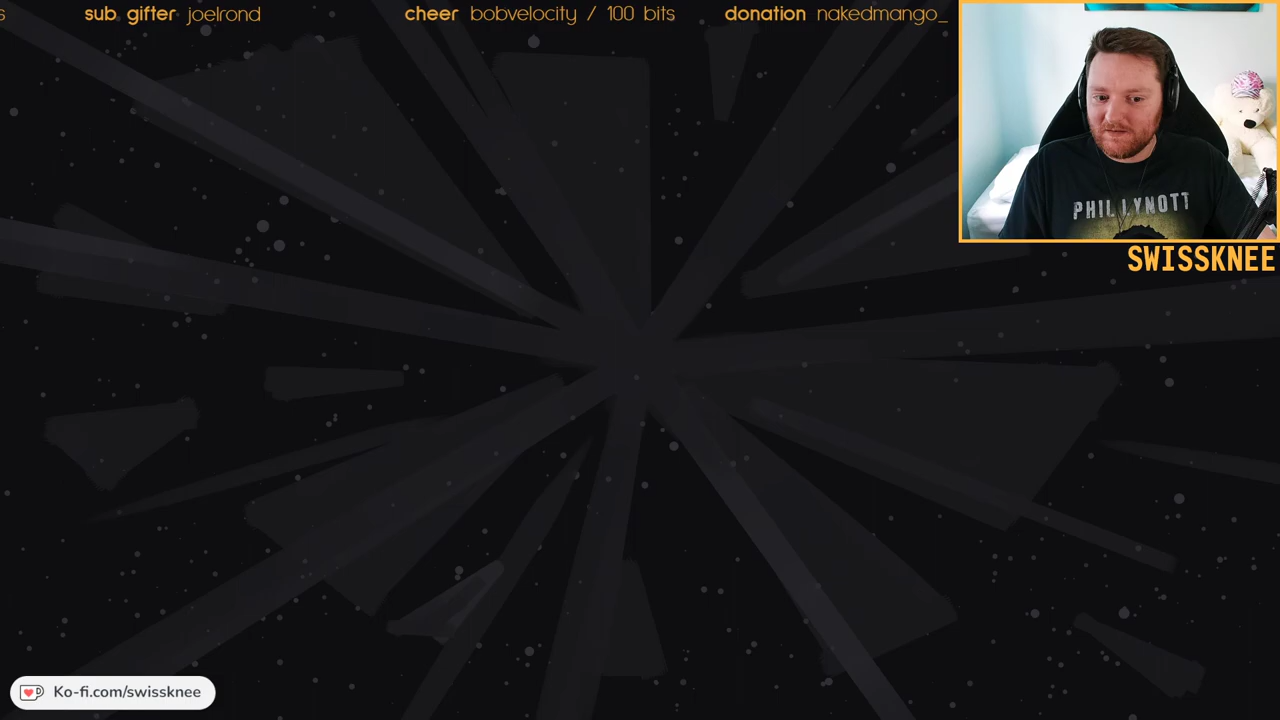 s sub gifter joelrond cheer bobvelocity / 100 bits donation nakedmango_
PHIL LYNOTT
SWISSKNEE
Ko-fi.com/swissknee